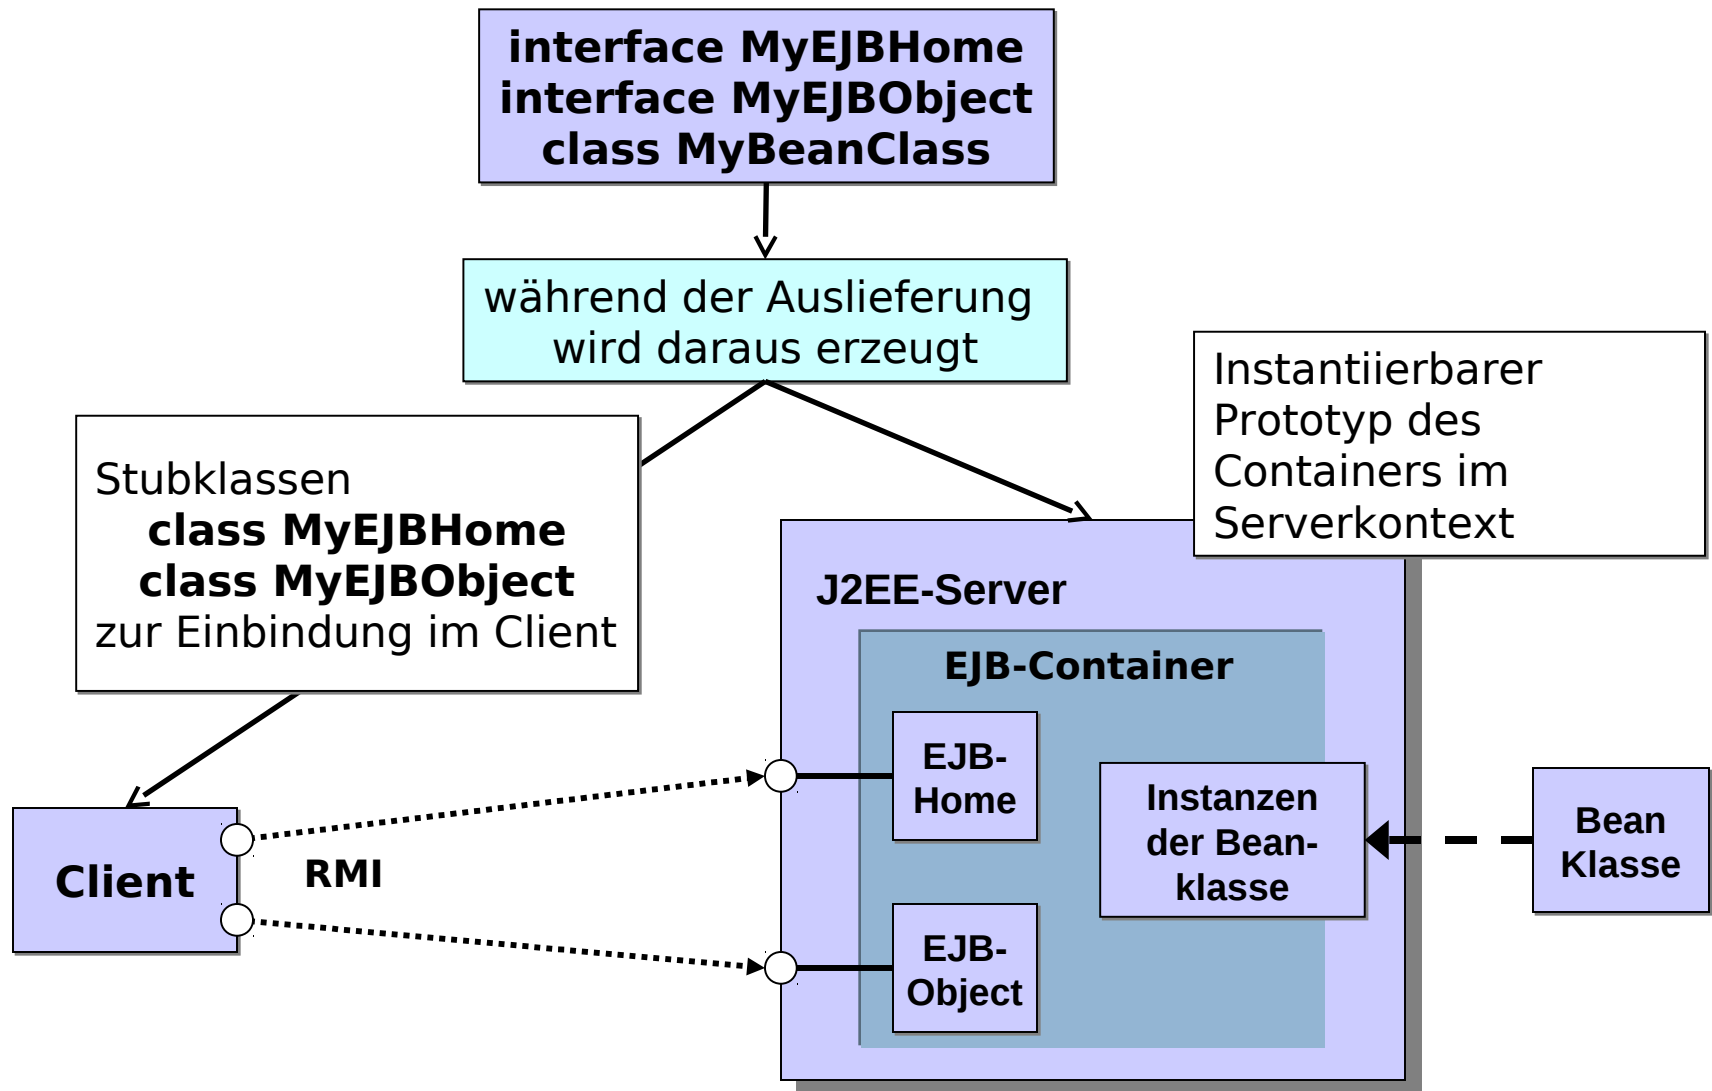 interface MyEJBHome
interface MyEJBObject
class MyBeanClass
während der Auslieferung
wird daraus erzeugt
Instantiierbarer
Prototyp des
Containers im
Serverkontext
Stubklassen
class MyEJBHome
class MyEJBObject
zur Einbindung im Client
J2EE-Server
EJB-Container
EJB-
Home
Instanzen
der Bean-
klasse
Bean
Klasse
Client
RMI
EJB-
Object